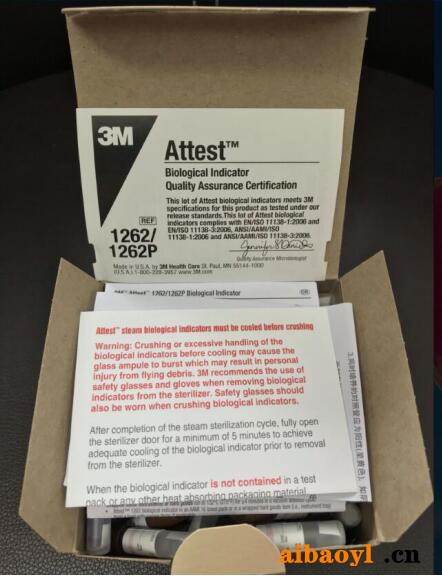 3M
Attest™
Biological Indicator
Quality Assurance Certification
This lot of Attest biological indicators meets 3M
specifications for this product as tested under our
release standards. This lot of Attest biological
indicators complies with EN/ISO 11138-1:2006 and
EN/ISO 11138-3:2006, ANSI/AAMI/ISO
11138-1:2006 and ANSI/AAMI/ISO 11138-3:2006.
Quality Assurance Microbiologist
REF
1262/
1262P
Made in U.S.A. by 3M Health Care St. Paul, MN 55144-1000
(U.S.A.) 1-800-228-3957 www.3M.com
3M™ Attest™ 1262/1262P Biological Indicator
GB
Attest™ steam biological indicators must be cooled before crushing
Warning: Crushing or excessive handling of the
biological indicators before cooling may cause the
glass ampule to burst which may result in personal
injury from flying debris. 3M recommends the use of
safety glasses and gloves when removing biological
indicators from the sterilizer. Safety glasses should
also be worn when crushing biological indicators.
After completion of the steam sterilization cycle, fully open
the sterilizer door for a minimum of 5 minutes to achieve
adequate cooling of the biological indicator prior to removal
from the sterilizer.
When the biological indicator is not contained in a test
pack or any other heat absorbing packaging material
aibaoyl.cn